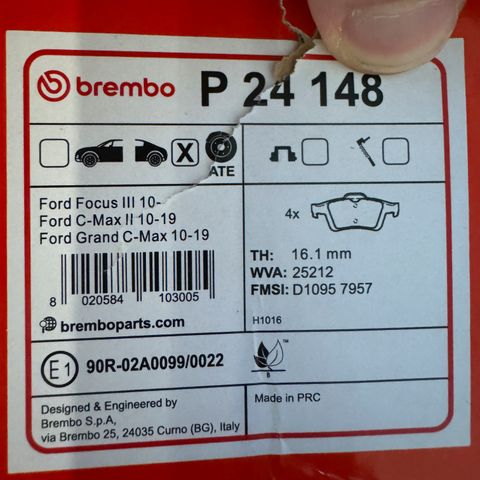 brembo P 24 148
X
ATE
Ford Focus III 10-
Ford C-Max II 10-19
Ford Grand C-Max 10-19
4x
TH: 16.1 mm
WVA: 25212
FMSI: D1095 7957
8 020584 103005
bremboparts.com
H1016
E1 90R-02A0099/0022
TM
B
Designed & Engineered by
Brembo S.p.A,
via Brembo 25, 24035 Curno (BG), Italy
Made in PRC